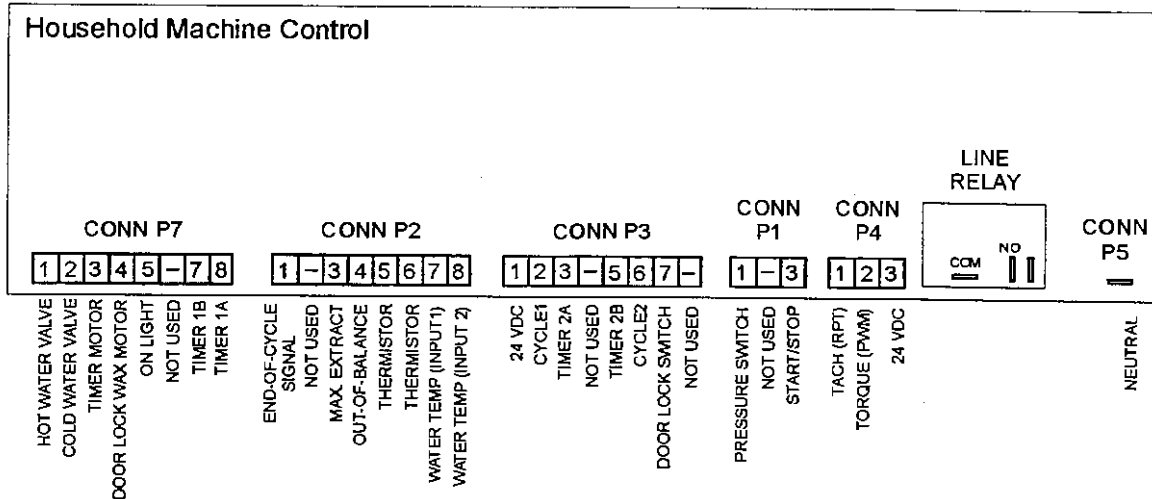 Household Machine Control
LINE
RELAY
CONN P7
CONN P2
CONN P3
CONN
P1
CONN
P4
CONN
P5
COM
NO
1 2 3 4 5 – 7 8
1 – 3 4 5 6 7 8
1 2 3 – 5 6 7 –
1 – 3
1 2 3
HOT WATER VALVE
COLD WATER VALVE
TIMER MOTOR
DOOR LOCK WAX MOTOR
ON LIGHT
NOT USED
TIMER 1B
TIMER 1A
END-OF-CYCLE
SIGNAL
NOT USED
MAX. EXTRACT
OUT-OF-BALANCE
THERMISTOR
THERMISTOR
WATER TEMP (INPUT1)
WATER TEMP (INPUT 2)
24 VDC
CYCLE1
TIMER 2A
NOT USED
TIMER 2B
CYCLE2
DOOR LOCK SWITCH
NOT USED
PRESSURE SWITCH
NOT USED
START/STOP
TACH (RPT)
TORQUE (PWM)
24 VDC
NEUTRAL